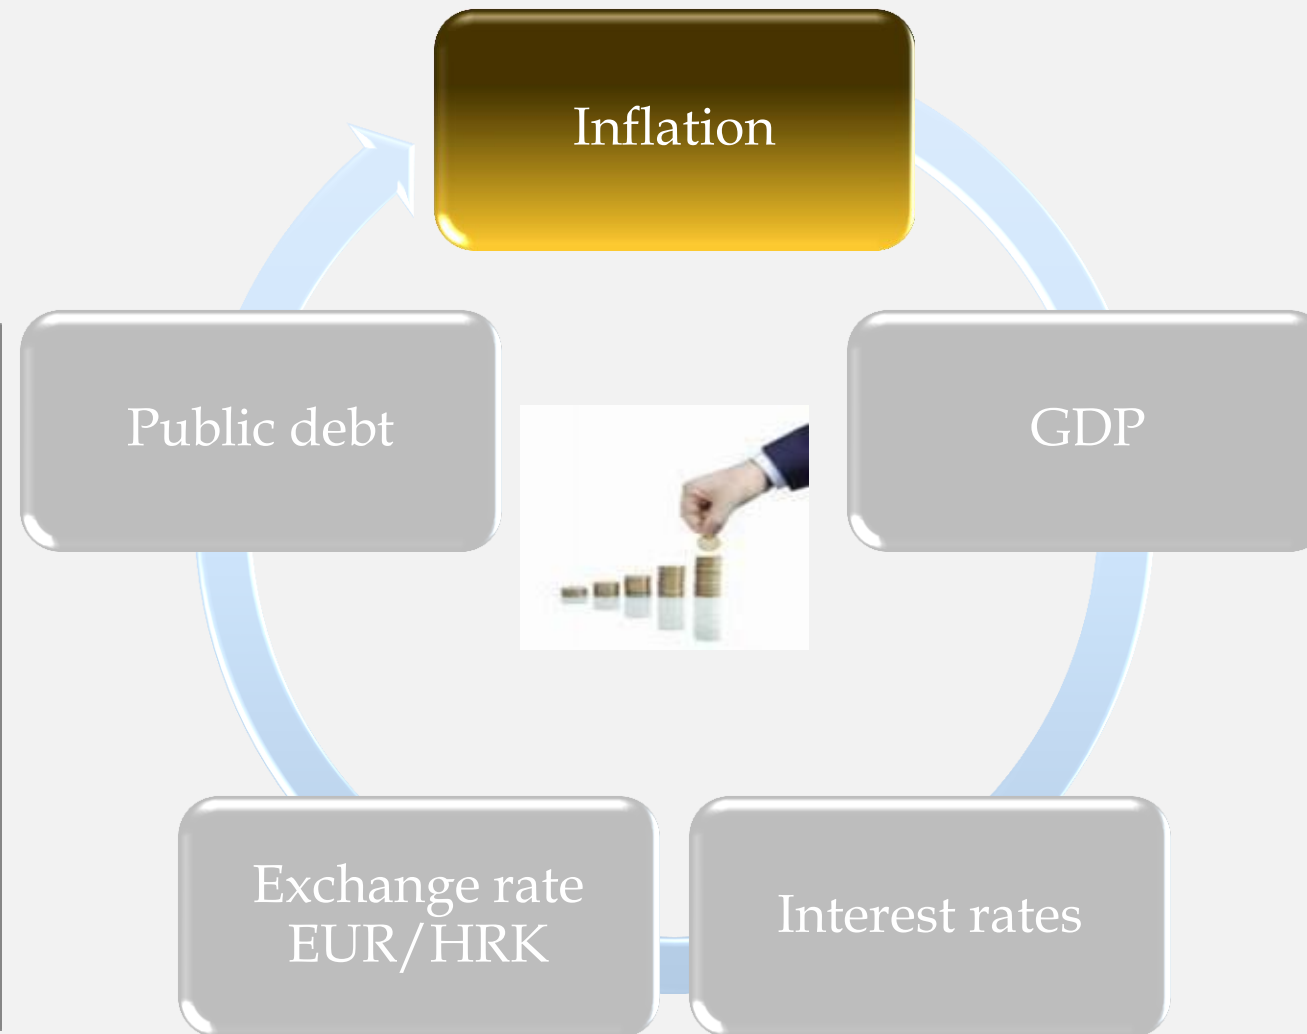 Inflation
Public debt
GDP
Exchange rate
EUR/HRK
Interest rates